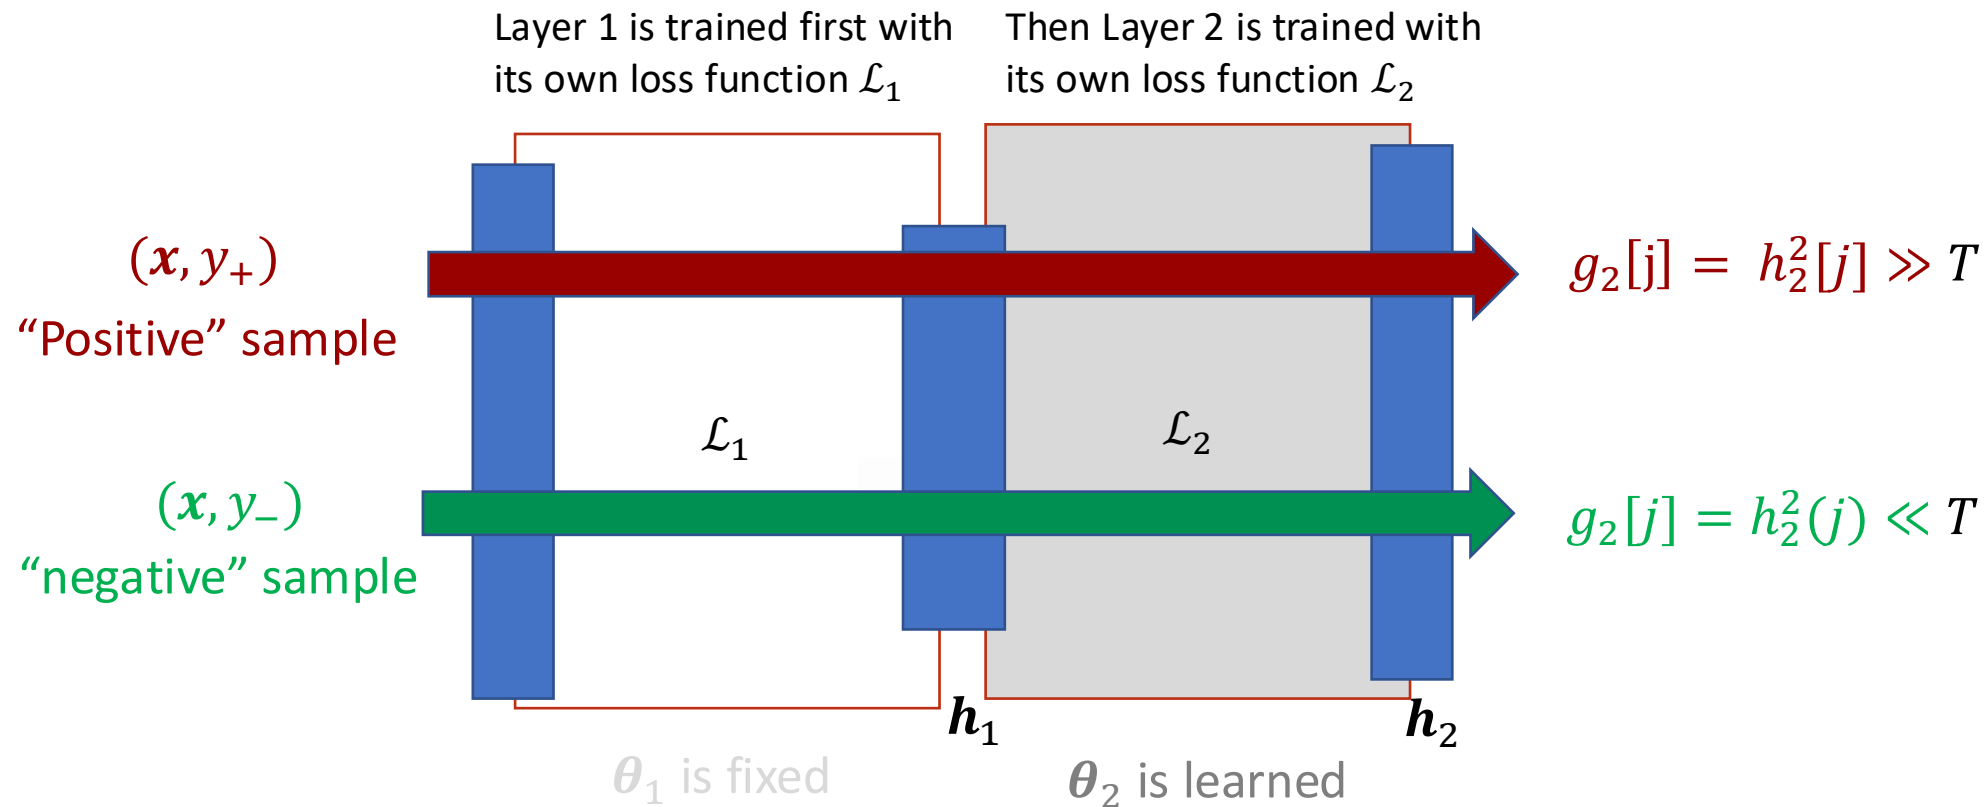 Layer 1 is trained first with
its own loss function ℒ₁
Then Layer 2 is trained with
its own loss function ℒ₂
(𝒙, y₊)
“Positive” sample
g₂[j] = h₂²[j] ≫ T
ℒ₁
ℒ₂
(𝒙, y₋)
“negative” sample
g₂[j] = h₂²(j) ≪ T
𝒉₁
𝒉₂
𝜽₁ is fixed
𝜽₂ is learned